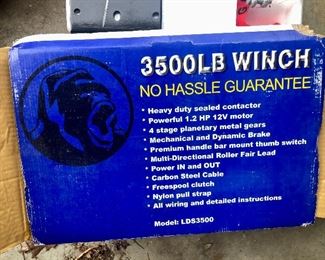 3500LB WINCH
NO HASSLE GUARANTEE
• Heavy duty sealed contacter
• Powerful 1.2 HP 12V motor
• 4 stage planetary metal gears
• Mechanical and Dynamic Brake
• Premium handle bar mount thumb switch
• Multi-Directional Roller Fair Lead
• Power IN and OUT
• Carbon Steel Cable
• Freespool clutch
• Nylon pull strap
• All wiring and detailed instructions
Model: LDS3500